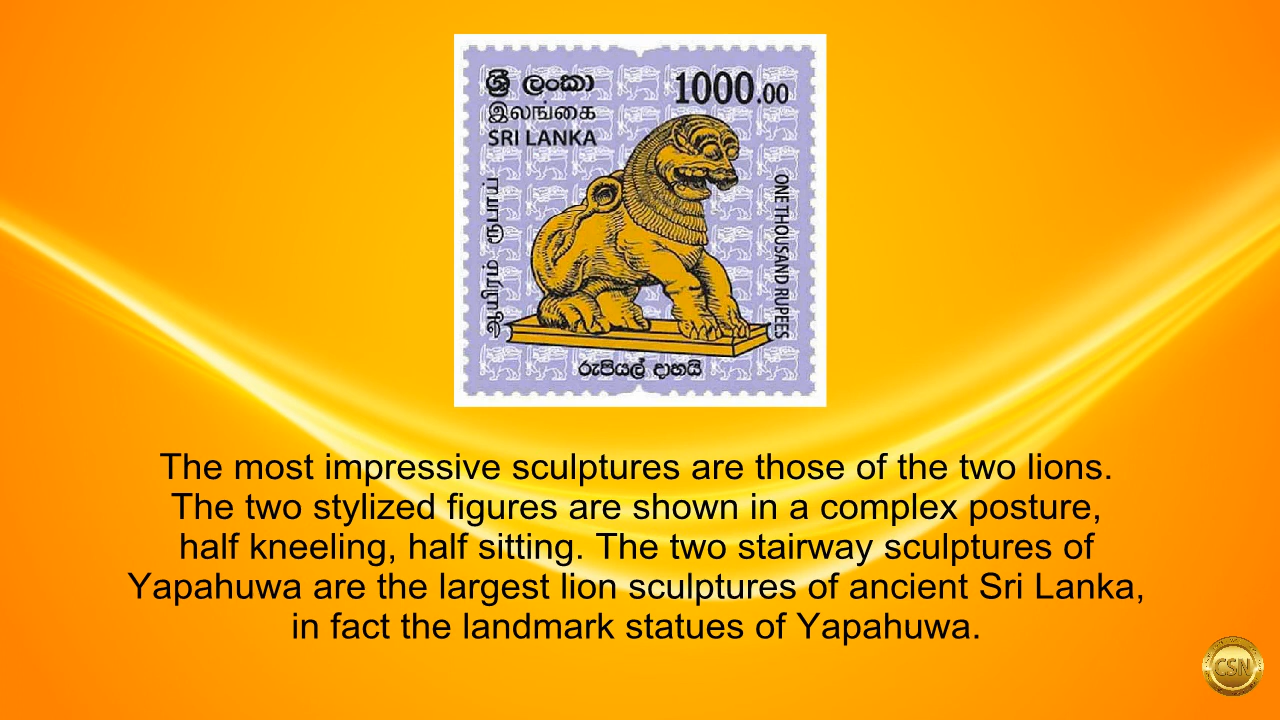 ශ්‍රී ලංකා
இலங்கை
SRI LANKA
1000.00
ஆயிரம் ரூபாய்
ONE THOUSAND RUPEES
රුපියල් දාහයි
The most impressive sculptures are those of the two lions.
The two stylized figures are shown in a complex posture,
half kneeling, half sitting. The two stairway sculptures of
Yapahuwa are the largest lion sculptures of ancient Sri Lanka,
in fact the landmark statues of Yapahuwa.
CSN